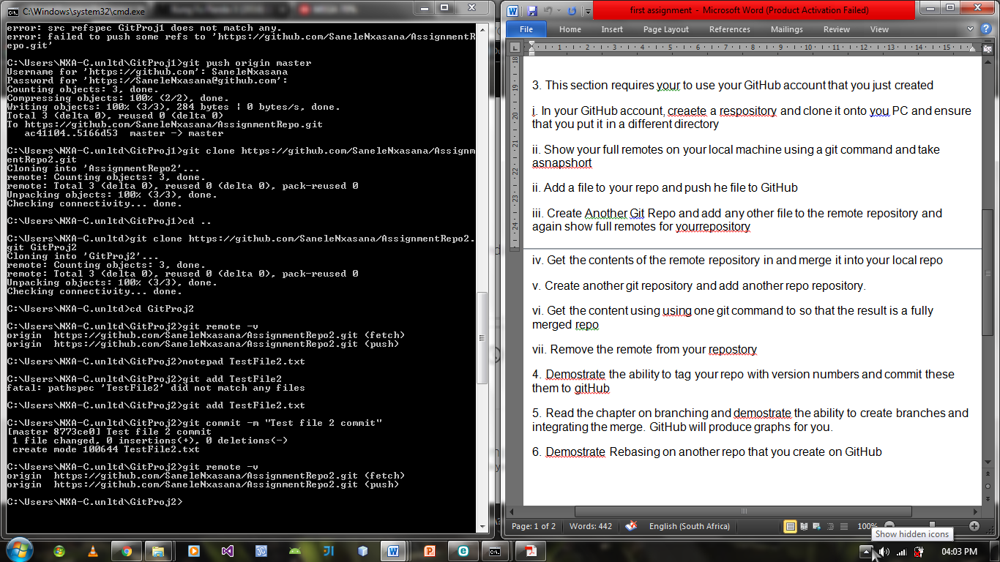 C:\Windows\system32\cmd.exe
error: src refspec GitProj1 does not match any.
error: failed to push some refs to 'https://github.com/SaneleNxasana/AssignmentR
epo.git'
C:\Users\NXA-C.unltd\GitProj1>git push origin master
Username for 'https://github.com': SaneleNxasana
Password for 'https://SaneleNxasana@github.com':
Counting objects: 3, done.
Compressing objects: 100% (2/2), done.
Writing objects: 100% (3/3), 284 bytes | 0 bytes/s, done.
Total 3 (delta 0), reused 0 (delta 0)
To https://github.com/SaneleNxasana/AssignmentRepo.git
ac41104..5166d53  master -> master
C:\Users\NXA-C.unltd\GitProj1>git clone https://github.com/SaneleNxasana/Assignm
entRepo2.git
Cloning into 'AssignmentRepo2'...
remote: Counting objects: 3, done.
remote: Total 3 (delta 0), reused 0 (delta 0), pack-reused 0
Unpacking objects: 100% (3/3), done.
Checking connectivity... done.
C:\Users\NXA-C.unltd\GitProj1>cd ..
C:\Users\NXA-C.unltd>git clone https://github.com/SaneleNxasana/AssignmentRepo2.
git GitProj2
Cloning into 'GitProj2'...
remote: Counting objects: 3, done.
remote: Total 3 (delta 0), reused 0 (delta 0), pack-reused 0
Unpacking objects: 100% (3/3), done.
Checking connectivity... done.
C:\Users\NXA-C.unltd>cd GitProj2
C:\Users\NXA-C.unltd\GitProj2>git remote -v
origin  https://github.com/SaneleNxasana/AssignmentRepo2.git (fetch)
origin  https://github.com/SaneleNxasana/AssignmentRepo2.git (push)
C:\Users\NXA-C.unltd\GitProj2>notepad TestFile2.txt
C:\Users\NXA-C.unltd\GitProj2>git add TestFile2
fatal: pathspec 'TestFile2' did not match any files
C:\Users\NXA-C.unltd\GitProj2>git add TestFile2.txt
C:\Users\NXA-C.unltd\GitProj2>git commit -m "Test file 2 commit"
[master 8773ce0] Test file 2 commit
1 file changed, 0 insertions(+), 0 deletions(-)
create mode 100644 TestFile2.txt
C:\Users\NXA-C.unltd\GitProj2>git remote -v
origin  https://github.com/SaneleNxasana/AssignmentRepo2.git (fetch)
origin  https://github.com/SaneleNxasana/AssignmentRepo2.git (push)
C:\Users\NXA-C.unltd\GitProj2>
first assignment - Microsoft Word (Product Activation Failed)
File Home Insert Page Layout References Mailings Review View
1 2 3 4 5 6 7 8 9 10 11 12 13 14 15
18 19 20 21 22 23 24
3. This section requires your to use your GitHub account that you just created
i. In your GitHub account, creaete a respository and clone it onto you PC and ensure
that you put it in a different directory
ii. Show your full remotes on your local machine using a git command and take
asnapshort
ii. Add a file to your repo and push he file to GitHub
iii. Create Another Git Repo and add any other file to the remote repository and
again show full remotes for yourrepository
iv. Get the contents of the remote repository in and merge it into your local repo
v. Create another git repository and add another repo repository.
vi. Get the content using using one git command to so that the result is a fully
merged repo
vii. Remove the remote from your repostory
4. Demostrate the ability to tag your repo with version numbers and commit these
them to gitHub
5. Read the chapter on branching and demostrate the ability to create branches and
integrating the merge. GitHub will produce graphs for you.
6. Demostrate Rebasing on another repo that you create on GitHub
Page: 1 of 2 Words: 442 English (South Africa) 100%
Show hidden icons
04:03 PM